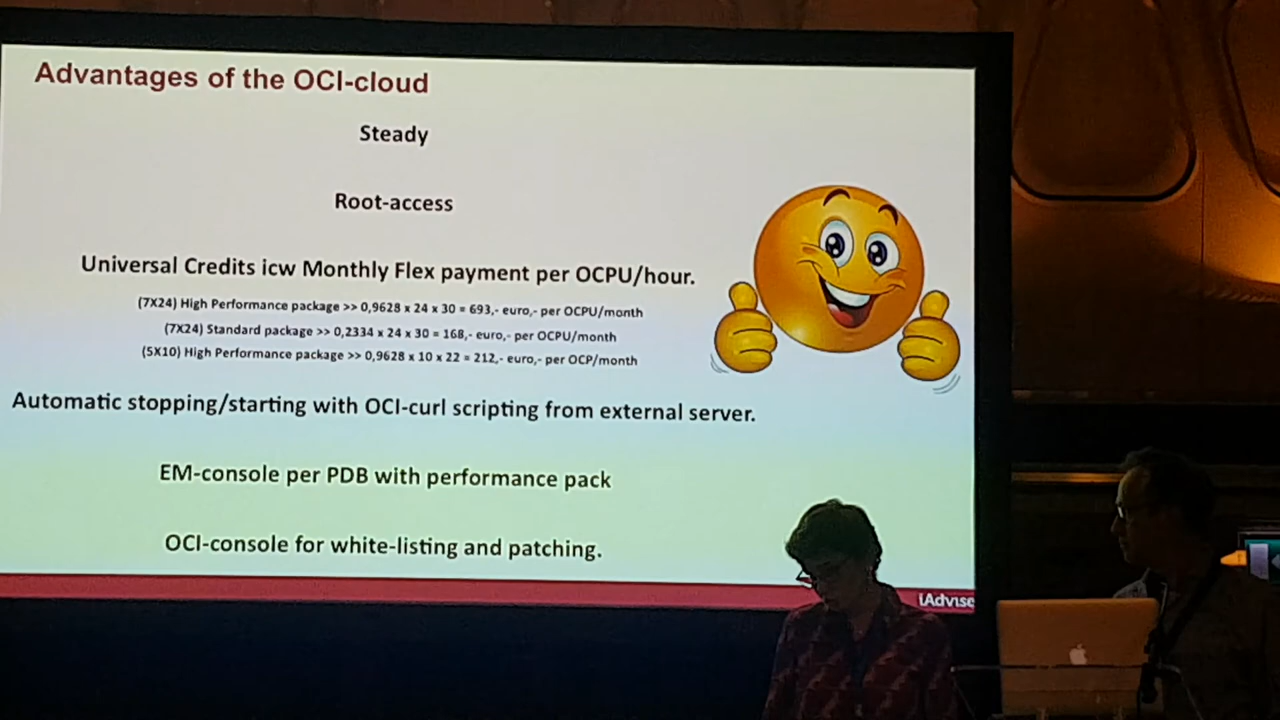 Advantages of the OCI-cloud
Steady
Root-access
Universal Credits icw Monthly Flex payment per OCPU/hour.
(7X24) High Performance package >> 0,9628 x 24 x 30 = 693,- euro,- per OCPU/month
(7X24) Standard package >> 0,2334 x 24 x 30 = 168,- euro,- per OCPU/month
(5X10) High Performance package >> 0,9628 x 10 x 22 = 212,- euro,- per OCP/month
Automatic stopping/starting with OCI-curl scripting from external server.
EM-console per PDB with performance pack
OCI-console for white-listing and patching.
iAdvise